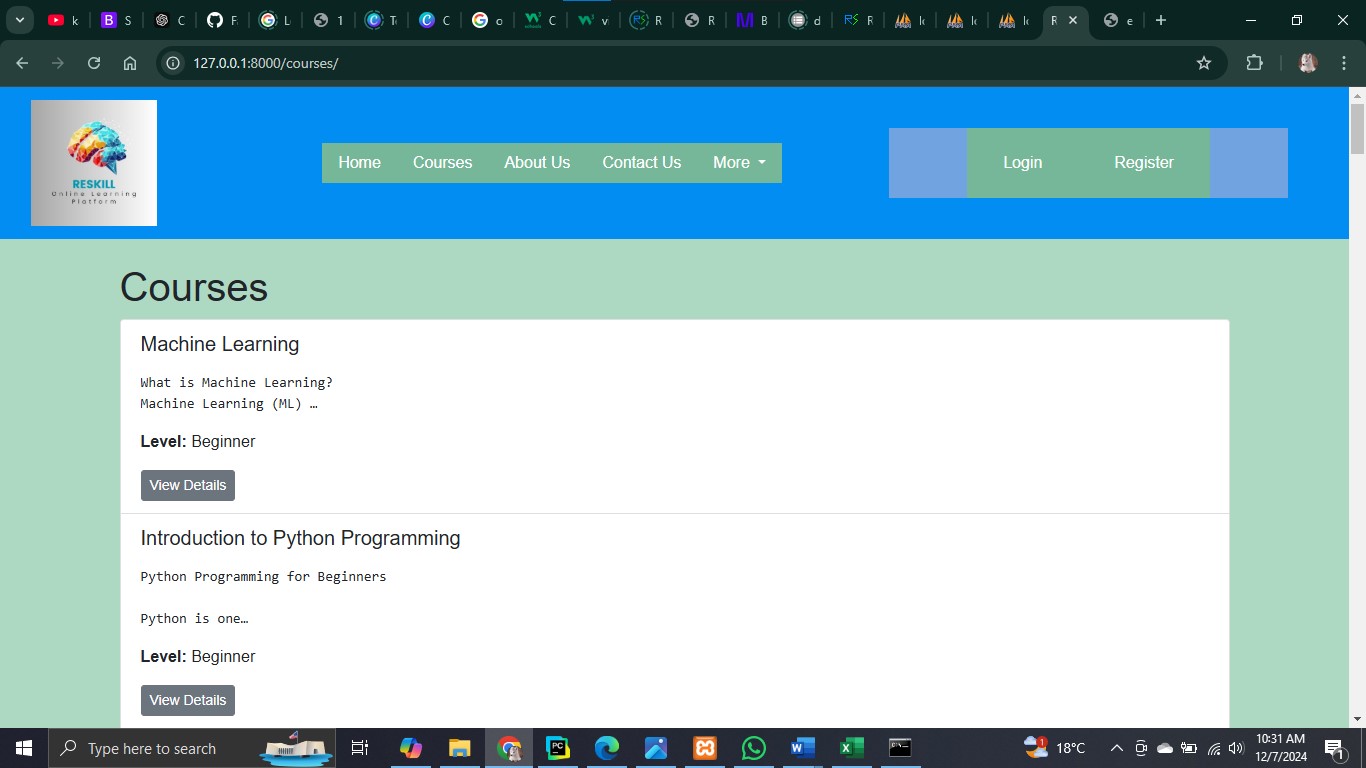 k
S
C
F
L
1
T
C
o
C
v
R
R
B
d
R
lo
lo
lo
R
e
127.0.0.1:8000/courses/
RESKILL
Online Learning
Platform
Home Courses About Us Contact Us More
Login Register
Courses
Machine Learning
What is Machine Learning?
Machine Learning (ML) …
Level: Beginner
View Details
Introduction to Python Programming
Python Programming for Beginners
Python is one…
Level: Beginner
View Details
Type here to search
18°C
10:31 AM
12/7/2024